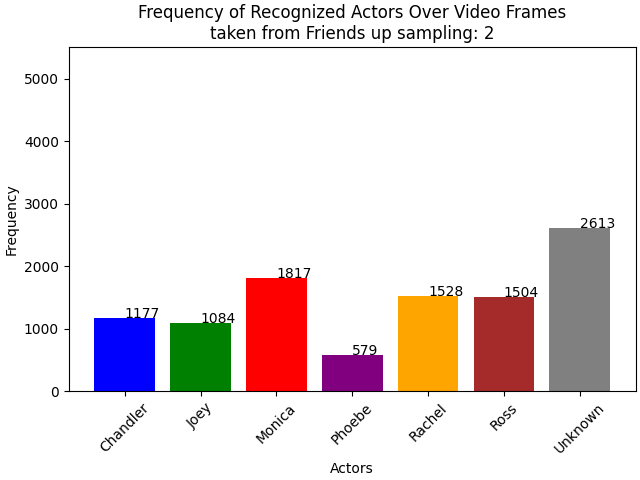 Frequency of Recognized Actors Over Video Frames
taken from Friends up sampling: 2
Frequency
5000
4000
3000
2000
1000
0
1177
1084
1817
579
1528
1504
2613
Chandler
Joey
Monica
Phoebe
Rachel
Ross
Unknown
Actors